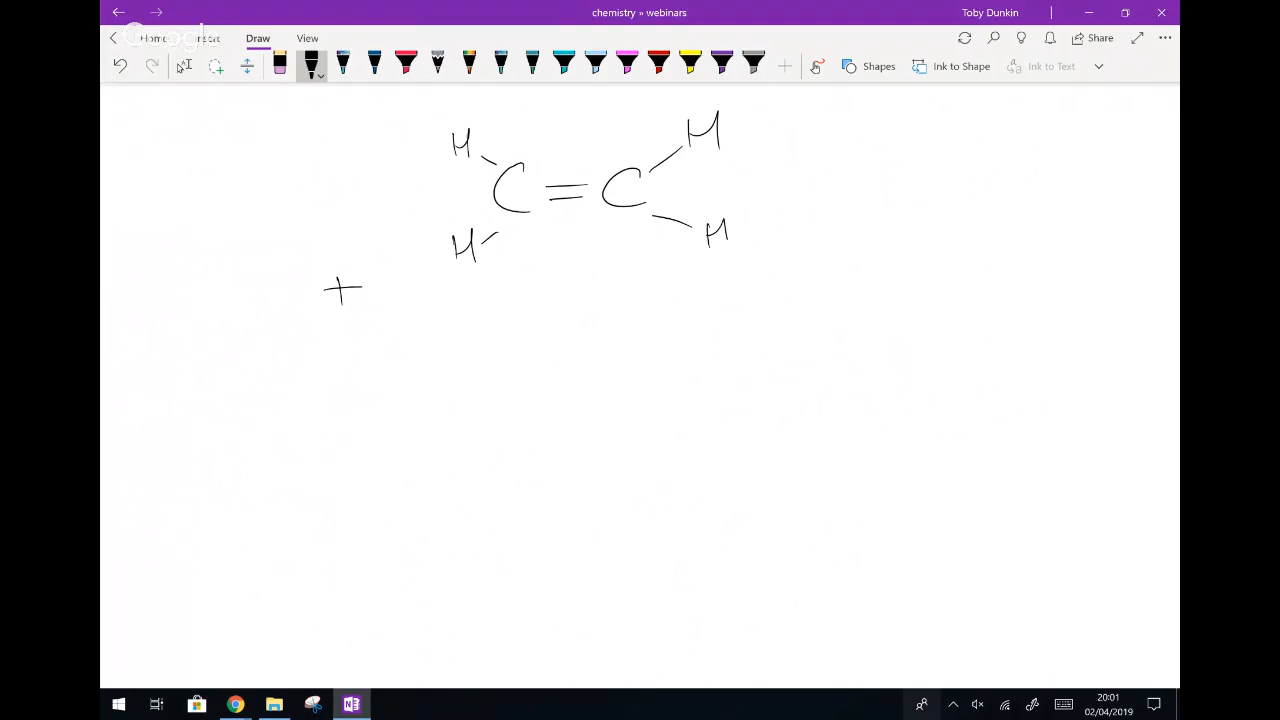 chemistry » webinars
Toby Dunkin
Google
Home
Insert
Draw
View
Share
Shapes
Ink to Shape
Ink to Text
H H
C = C
H H
+
20:01
02/04/2019